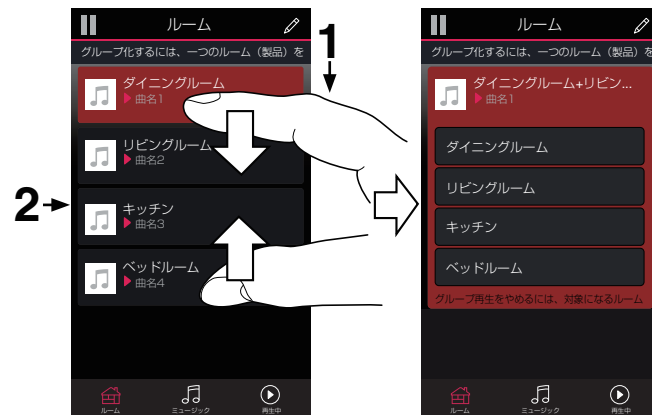 ルーム
グループ化するには、一つのルーム（製品）を
1
ダイニングルーム
曲名1
リビングルーム
曲名2
2
キッチン
曲名3
ベッドルーム
曲名4
ルーム
ミュージック
再生中
ルーム
グループ化するには、一つのルーム（製品）を
ダイニングルーム+リビン...
曲名1
ダイニングルーム
リビングルーム
キッチン
ベッドルーム
グループ再生をやめるには、対象になるルーム
ルーム
ミュージック
再生中